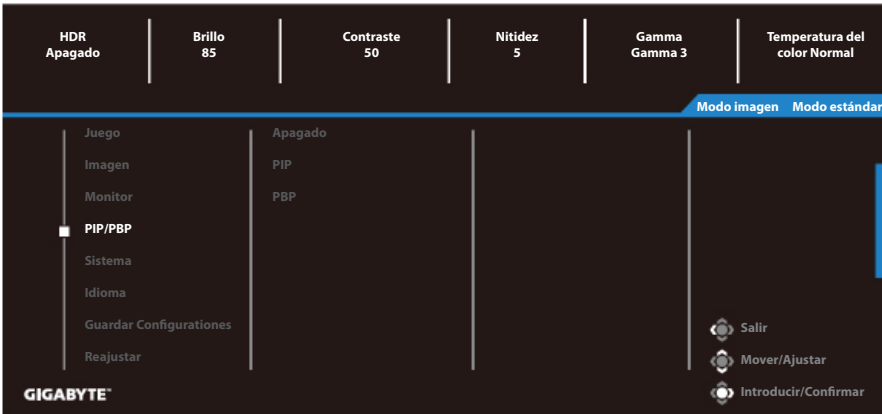 HDR
Apagado
Brillo
85
Contraste
50
Nitidez
5
Gamma
Gamma 3
Temperatura del
color Normal
Modo imagen Modo estándar
Juego
Imagen
Monitor
PIP/PBP
Sistema
Idioma
Guardar Configurationes
Reajustar
Apagado
PIP
PBP
Salir
Mover/Ajustar
Introducir/Confirmar
GIGABYTE™